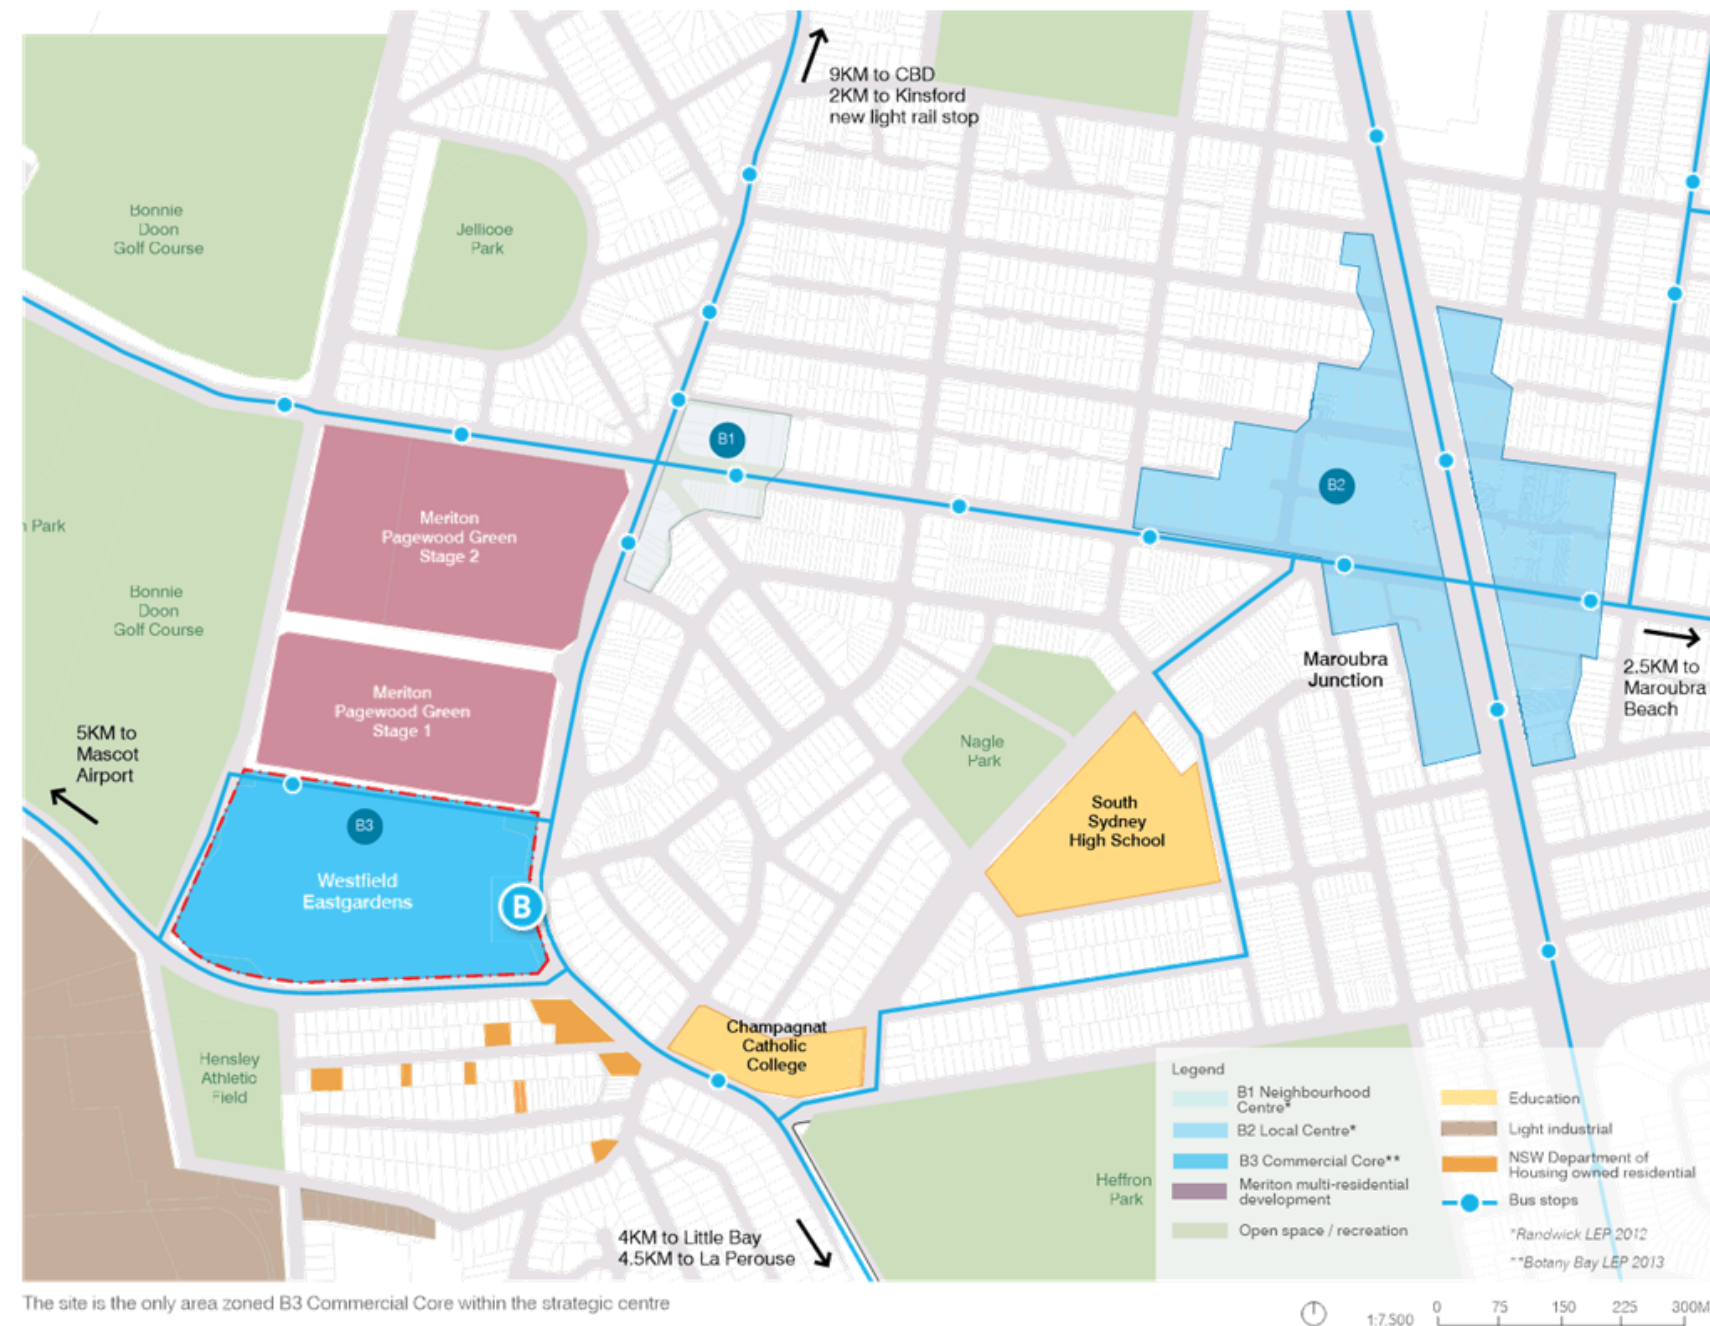 9KM to CBD
2KM to Kinsford
new light rail stop
Bonnie
Doon
Golf Course
Jellicoe
Park
B1
B2
Meriton
Pagewood Green
Stage 2
Park
Bonnie
Doon
Golf Course
Maroubra
Junction
2.5KM to
Maroubra
Beach
Meriton
Pagewood Green
Stage 1
5KM to
Mascot
Airport
Nagle
Park
South
Sydney
High School
B3
Westfield
Eastgardens
B
Champagnat
Catholic
College
Hensley
Athletic
Field
Heffron
Park
4KM to Little Bay
4.5KM to La Perouse
Legend
B1 Neighbourhood
Centre*
B2 Local Centre*
B3 Commercial Core**
Meriton multi-residential
development
Open space / recreation
Education
Light industrial
NSW Department of
Housing owned residential
Bus stops
*Randwick LEP 2012
**Botany Bay LEP 2013
The site is the only area zoned B3 Commercial Core within the strategic centre
1:7,500
0 75 150 225 300M